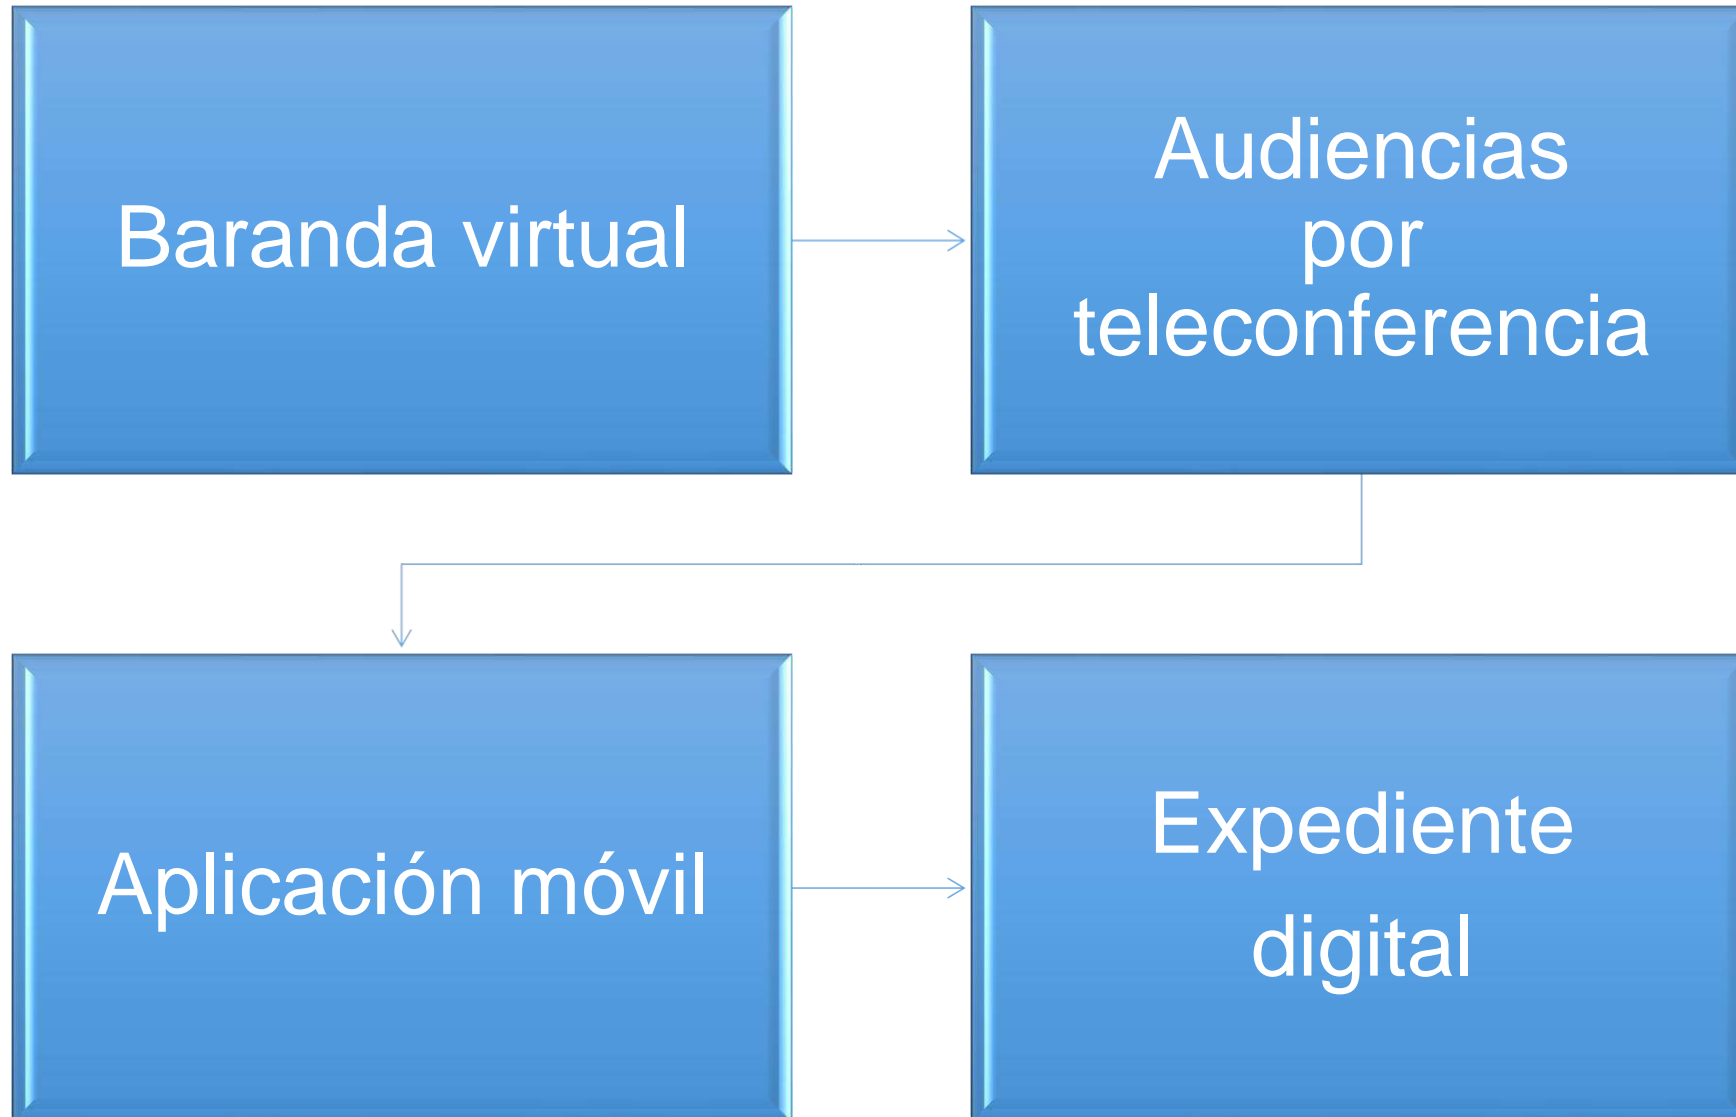 Baranda virtual
Audiencias
por
teleconferencia
Aplicación móvil
Expediente
digital